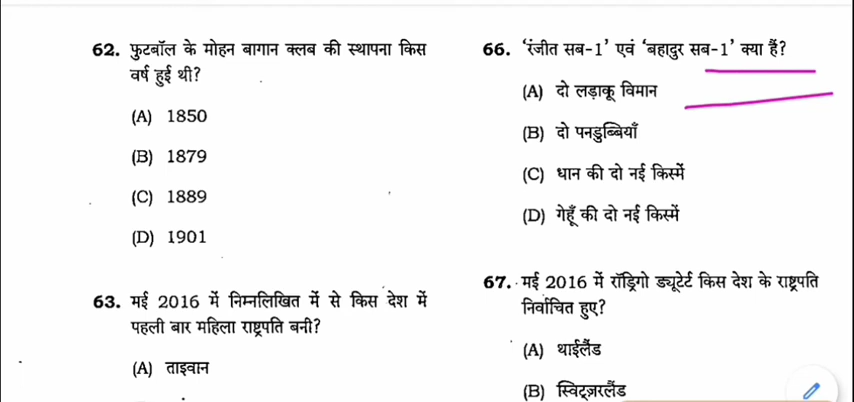 62. फुटबॉल के मोहन बागान क्लब की स्थापना किस
वर्ष हुई थी?
(A) 1850
(B) 1879
(C) 1889
(D) 1901
63. मई 2016 में निम्नलिखित में से किस देश में
पहली बार महिला राष्ट्रपति बनी?
(A) ताइवान
66. ‘रंजीत सब-1’ एवं ‘बहादुर सब-1’ क्या हैं?
(A) दो लड़ाकू विमान
(B) दो पनडुब्बियाँ
(C) धान की दो नई किस्में
(D) गेहूँ की दो नई किस्में
67. मई 2016 में रॉड्रिगो ड्यूटेर्ट किस देश के राष्ट्रपति
निर्वाचित हुए?
(A) थाईलैंड
(B) स्विट्ज़रलैंड